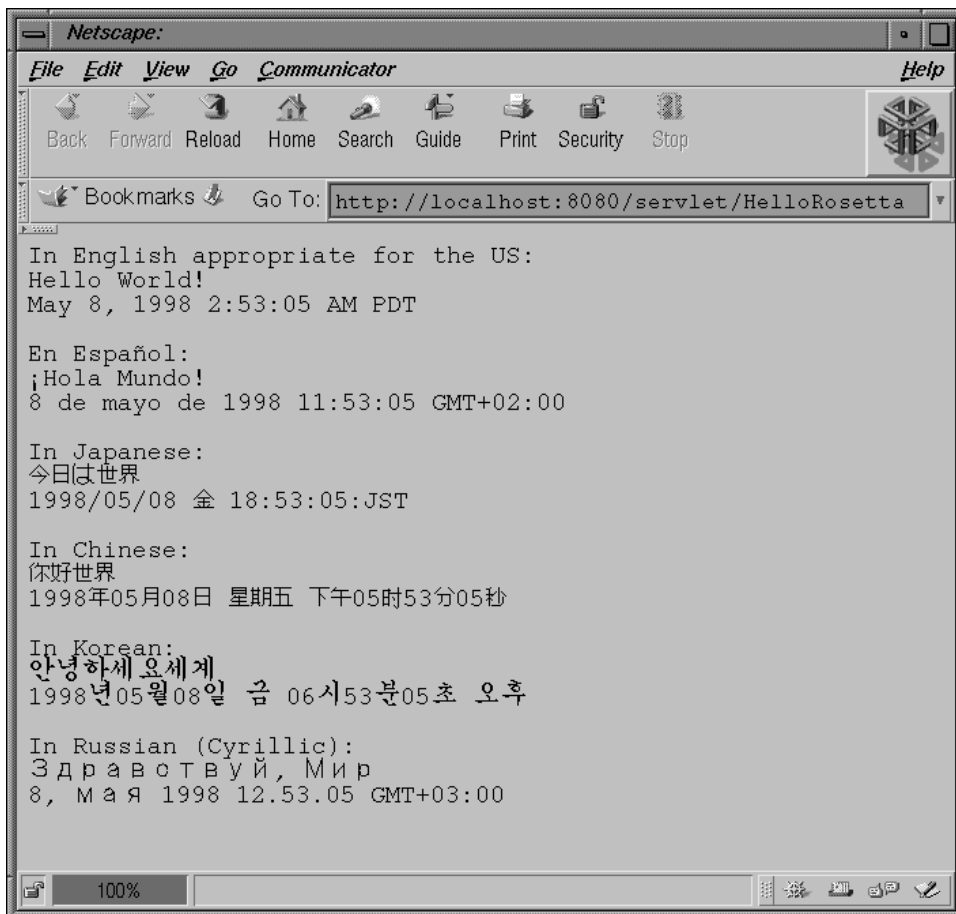 Netscape:
File Edit View Go Communicator Help
Back Forward Reload Home Search Guide Print Security Stop
Bookmarks Go To: http://localhost:8080/servlet/HelloRosetta
In English appropriate for the US:
Hello World!
May 8, 1998 2:53:05 AM PDT
En Español:
¡Hola Mundo!
8 de mayo de 1998 11:53:05 GMT+02:00
In Japanese:
今日は世界
1998/05/08 金 18:53:05:JST
In Chinese:
你好世界
1998年05月08日 星期五 下午05时53分05秒
In Korean:
안녕하세요세계
1998년05월08일 금 06시53분05초 오후
In Russian (Cyrillic):
Здравствуй, Мир
8, мая 1998 12.53.05 GMT+03:00
100%